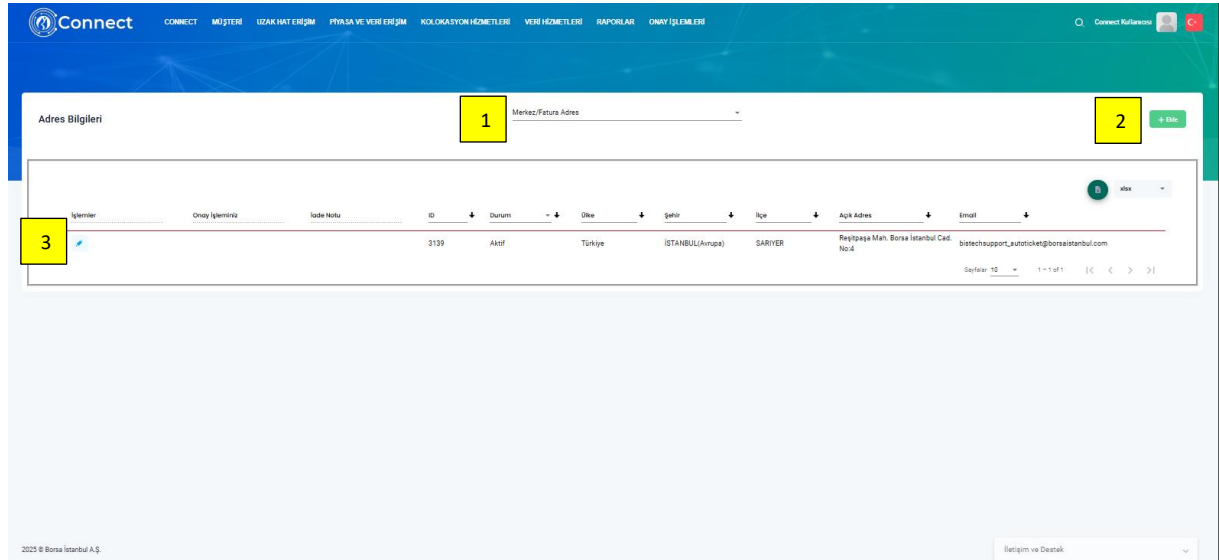 Connect
CONNECT MÜŞTERİ UZAK HAT ERİŞİM PİYASA VE VERİ ERİŞİM KOLOKASYON HİZMETLERİ VERİ HİZMETLERİ RAPORLAR ONAY İŞLEMLERİ
Connect Kullanıcısı
Adres Bilgileri
1
Merkez/Fatura Adres
2
+ Ekle
xlsx
İşlemler Onay İşleminiz İade Notu ID Durum Ülke Şehir İlçe Açık Adres Email
3
3139 Aktif Türkiye İSTANBUL(Avrupa) SARIYER Reşitpaşa Mah. Borsa İstanbul Cad. bistechsupport_autoticket@borsaistanbul.com
No:4
Sayfalar 10 1 – 1 of 1
2025 © Borsa İstanbul A.Ş.
İletişim ve Destek